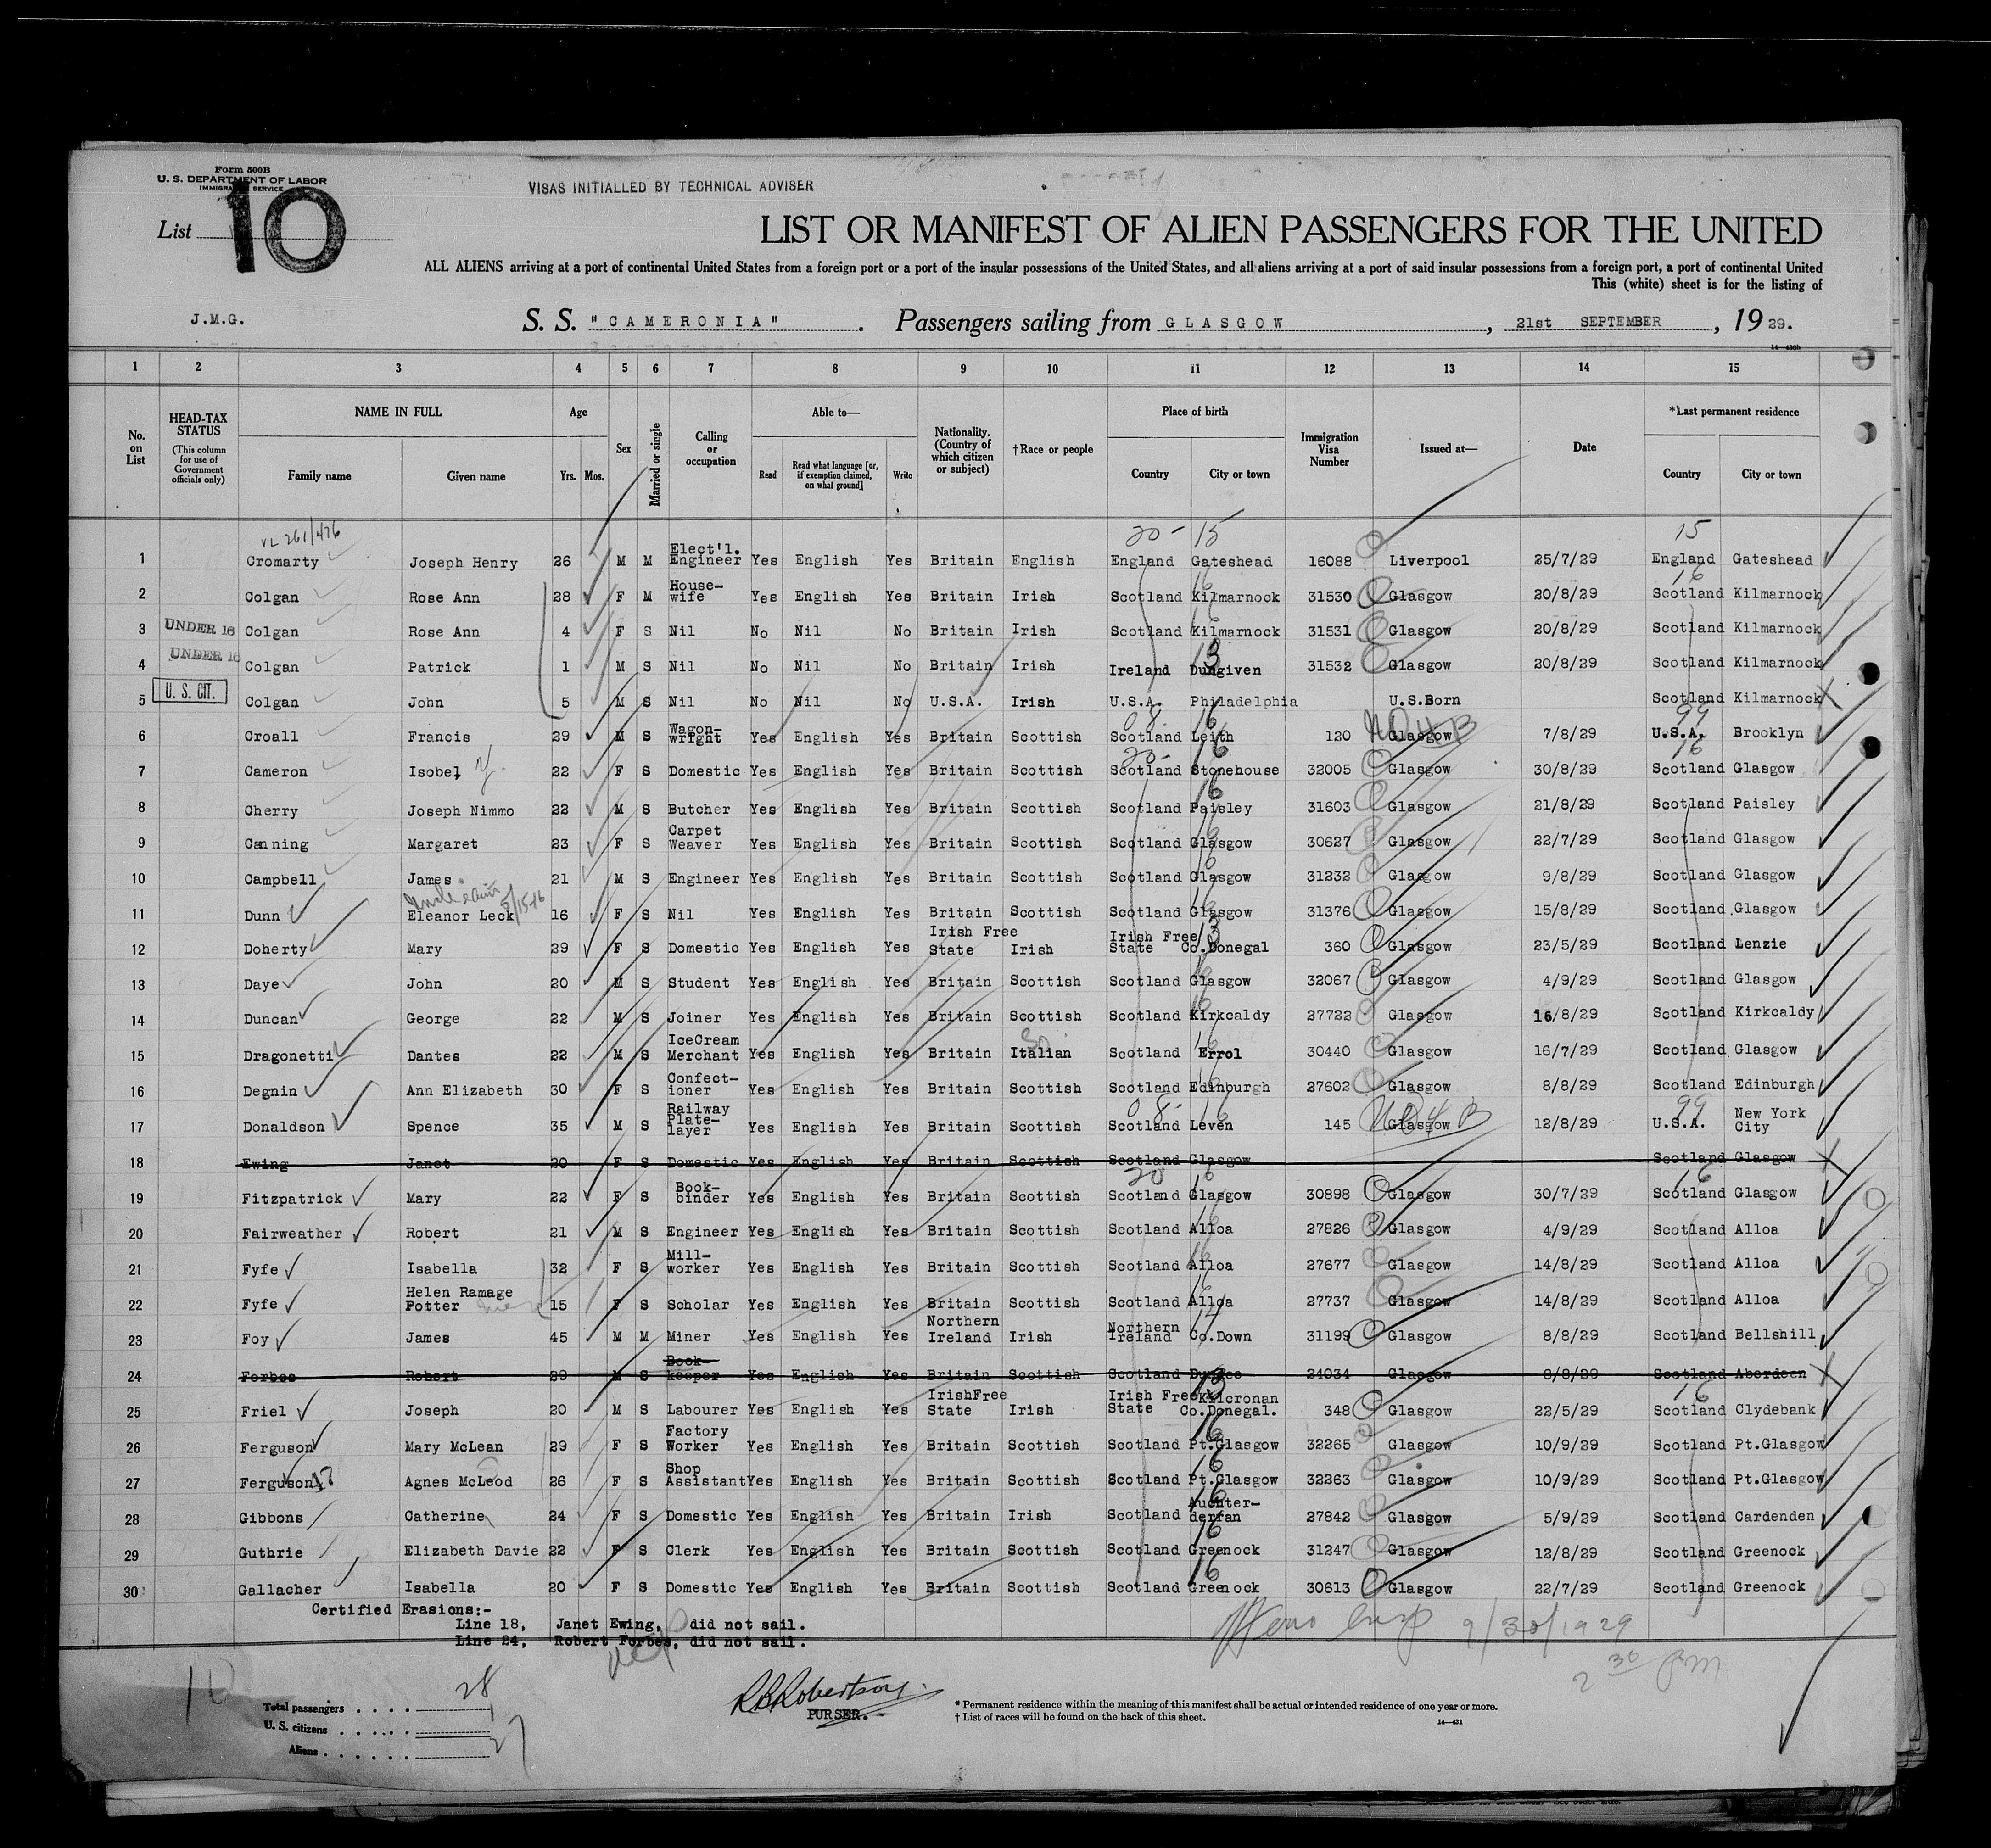 Form 500B
U. S. DEPARTMENT OF LABOR
IMMIGRATION SERVICE
VISAS INITIALLED BY TECHNICAL ADVISER
List 10
LIST OR MANIFEST OF ALIEN PASSENGERS FOR THE UNITED
ALL ALIENS arriving at a port of continental United States from a foreign port or a port of the insular possessions of the United States, and all aliens arriving at a port of said insular possessions from a foreign port, a port of continental United
This (white) sheet is for the listing of
J.M.G. S. S. "CAMERONIA". Passengers sailing from GLASGOW, 21st SEPTEMBER, 1929.
14—430b
1 2 3 4 5 6 7 8 9 10 11 12 13 14 15
No. on List
HEAD-TAX STATUS
(This column for use of Government officials only)
NAME IN FULL
Family name Given name
Age
Yrs. Mos.
Sex
Married or single
Calling or occupation
Able to—
Read Read what language [or, if exemption claimed, on what ground] Write
Nationality. (Country of which citizen or subject)
†Race or people
Place of birth
Country City or town
Immigration Visa Number
Issued at—
Date
*Last permanent residence
Country City or town
20 - 15 15
1 Cromarty Joseph Henry 26 M M Elect'l. Engineer Yes English Yes Britain English England Gateshead 16088 Liverpool 25/7/29 England Gateshead
2 Colgan Rose Ann 28 F M House-wife Yes English Yes Britain Irish Scotland Kilmarnock 31530 Glasgow 20/8/29 Scotland Kilmarnock
3 UNDER 16 Colgan Rose Ann 4 F S Nil No Nil No Britain Irish Scotland Kilmarnock 31531 Glasgow 20/8/29 Scotland Kilmarnock
4 UNDER 16 Colgan Patrick 1 M S Nil No Nil No Britain Irish Ireland Dungiven 31532 Glasgow 20/8/29 Scotland Kilmarnock
5 U. S. CIT. Colgan John 5 M S Nil No Nil No U.S.A. Irish U.S.A. Philadelphia U.S.Born Scotland Kilmarnock
6 Croall Francis 29 M S Wagon-wright Yes English Yes Britain Scottish Scotland Leith 120 Glasgow 7/8/29 U.S.A. Brooklyn
7 Cameron Isobel 22 F S Domestic Yes English Yes Britain Scottish Scotland Stonehouse 32005 Glasgow 30/8/29 Scotland Glasgow
8 Cherry Joseph Nimmo 22 M S Butcher Yes English Yes Britain Scottish Scotland Paisley 31603 Glasgow 21/8/29 Scotland Paisley
9 Canning Margaret 23 F S Carpet Weaver Yes English Yes Britain Scottish Scotland Glasgow 30627 Glasgow 22/7/29 Scotland Glasgow
10 Campbell James 21 M S Engineer Yes English Yes Britain Scottish Scotland Glasgow 31232 Glasgow 9/8/29 Scotland Glasgow
11 Dunn Eleanor Leck 16 F S Nil Yes English Yes Britain Scottish Scotland Glasgow 31376 Glasgow 15/8/29 Scotland Glasgow
12 Doherty Mary 29 F S Domestic Yes English Yes Irish Free State Irish Irish Free State Co.Donegal 360 Glasgow 23/5/29 Scotland Lenzie
13 Daye John 20 M S Student Yes English Yes Britain Scottish Scotland Glasgow 32067 Glasgow 4/9/29 Scotland Glasgow
14 Duncan George 22 M S Joiner Yes English Yes Britain Scottish Scotland Kirkcaldy 27722 Glasgow 16/8/29 Scotland Kirkcaldy
15 Dragonetti Dantes 22 M S IceCream Merchant Yes English Yes Britain Italian Scotland Errol 30440 Glasgow 16/7/29 Scotland Glasgow
16 Degnin Ann Elizabeth 30 F S Confect-ioner Yes English Yes Britain Scottish Scotland Edinburgh 27602 Glasgow 8/8/29 Scotland Edinburgh
17 Donaldson Spence 35 M S Railway Plate-layer Yes English Yes Britain Scottish Scotland Leven 145 Glasgow 12/8/29 U.S.A. New York City
18 Ewing Janet 20 F S Domestic Yes English Yes Britain Scottish Scotland Glasgow Scotland Glasgow
19 Fitzpatrick Mary 22 F S Book-binder Yes English Yes Britain Scottish Scotland Glasgow 30898 Glasgow 30/7/29 Scotland Glasgow
20 Fairweather Robert 21 M S Engineer Yes English Yes Britain Scottish Scotland Alloa 27826 Glasgow 4/9/29 Scotland Alloa
21 Fyfe Isabella 32 F S Mill-worker Yes English Yes Britain Scottish Scotland Alloa 27677 Glasgow 14/8/29 Scotland Alloa
22 Fyfe Helen Ramage Potter 15 F S Scholar Yes English Yes Britain Scottish Scotland Alloa 27737 Glasgow 14/8/29 Scotland Alloa
23 Foy James 45 M M Miner Yes English Yes Northern Ireland Irish Northern Ireland Co.Down 31199 Glasgow 8/8/29 Scotland Bellshill
24 Forbes Robert 29 M S Book-keeper Yes English Yes Britain Scottish Scotland Dundee 24034 Glasgow 8/8/29 Scotland Aberdeen
25 Friel Joseph 20 M S Labourer Yes English Yes IrishFree State Irish Irish Free State Kilcronan Co.Donegal. 348 Glasgow 22/5/29 Scotland Clydebank
26 Ferguson Mary McLean 29 F S Factory Worker Yes English Yes Britain Scottish Scotland Pt.Glasgow 32265 Glasgow 10/9/29 Scotland Pt.Glasgow
27 Ferguson Agnes McLeod 26 F S Shop Assistant Yes English Yes Britain Scottish Scotland Pt.Glasgow 32263 Glasgow 10/9/29 Scotland Pt.Glasgow
28 Gibbons Catherine 24 F S Domestic Yes English Yes Britain Irish Scotland Auchter-derran 27842 Glasgow 5/9/29 Scotland Cardenden
29 Guthrie Elizabeth Davie 22 F S Clerk Yes English Yes Britain Scottish Scotland Greenock 31247 Glasgow 12/8/29 Scotland Greenock
30 Gallacher Isabella 20 F S Domestic Yes English Yes Britain Scottish Scotland Greenock 30613 Glasgow 22/7/29 Scotland Greenock
Certified Erasions:-
Line 18, Janet Ewing, did not sail.
Line 24, Robert Forbes, did not sail.
9/30/1929
2 30 PM
10
Total passengers . . . . 28
U. S. citizens . . . . . . 1
Aliens . . . . . . 27
R B Robertson
PURSER.
* Permanent residence within the meaning of this manifest shall be actual or intended residence of one year or more.
† List of races will be found on the back of this sheet.
14—431